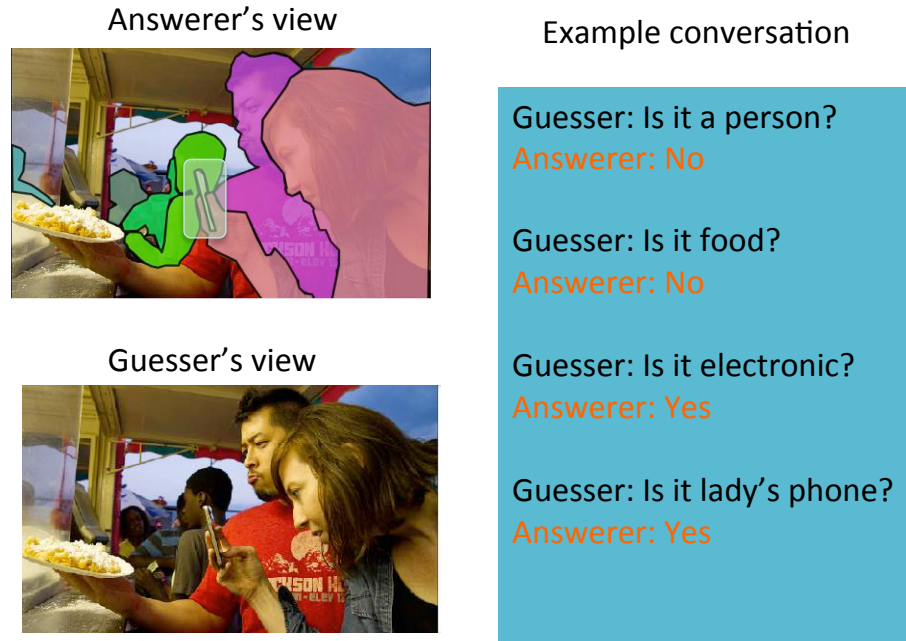 Answerer's view
Example conversation
Guesser: Is it a person?
Answerer: No
Guesser: Is it food?
Answerer: No
Guesser: Is it electronic?
Answerer: Yes
Guesser: Is it lady's phone?
Answerer: Yes
Guesser's view